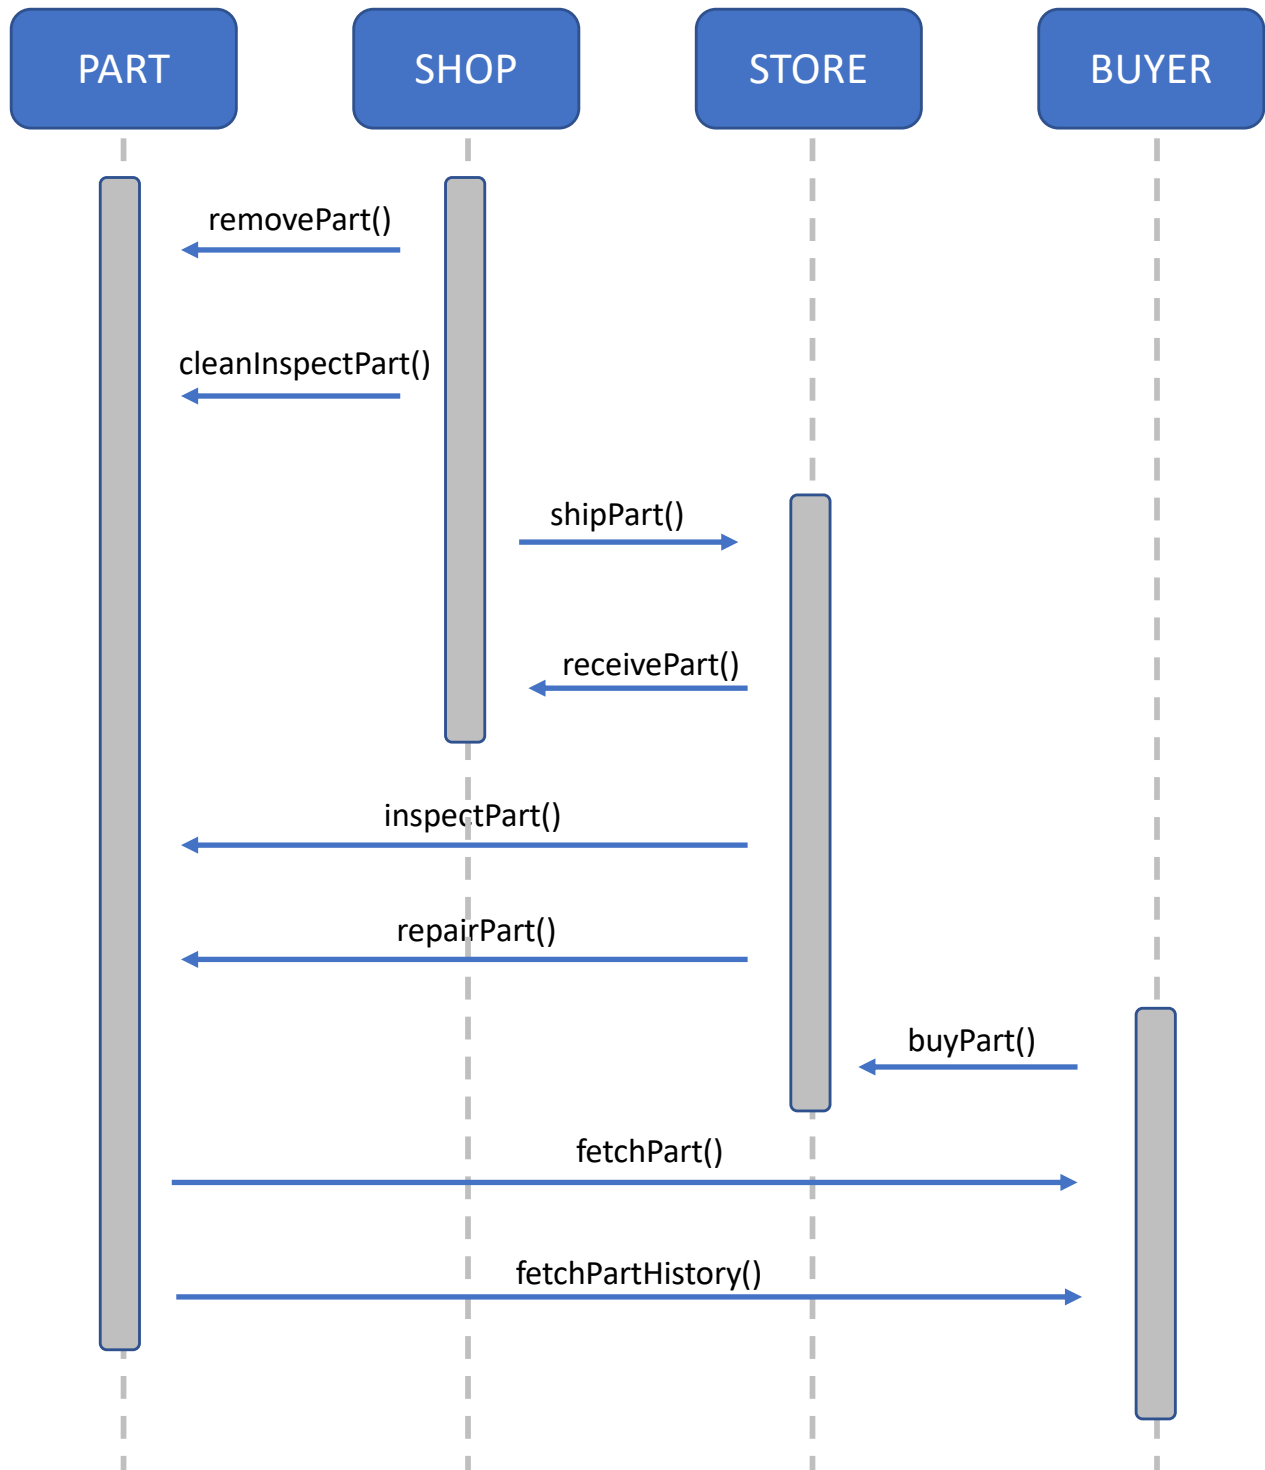 PART
SHOP
STORE
BUYER
removePart()
cleanInspectPart()
shipPart()
receivePart()
inspectPart()
repairPart()
buyPart()
fetchPart()
fetchPartHistory()